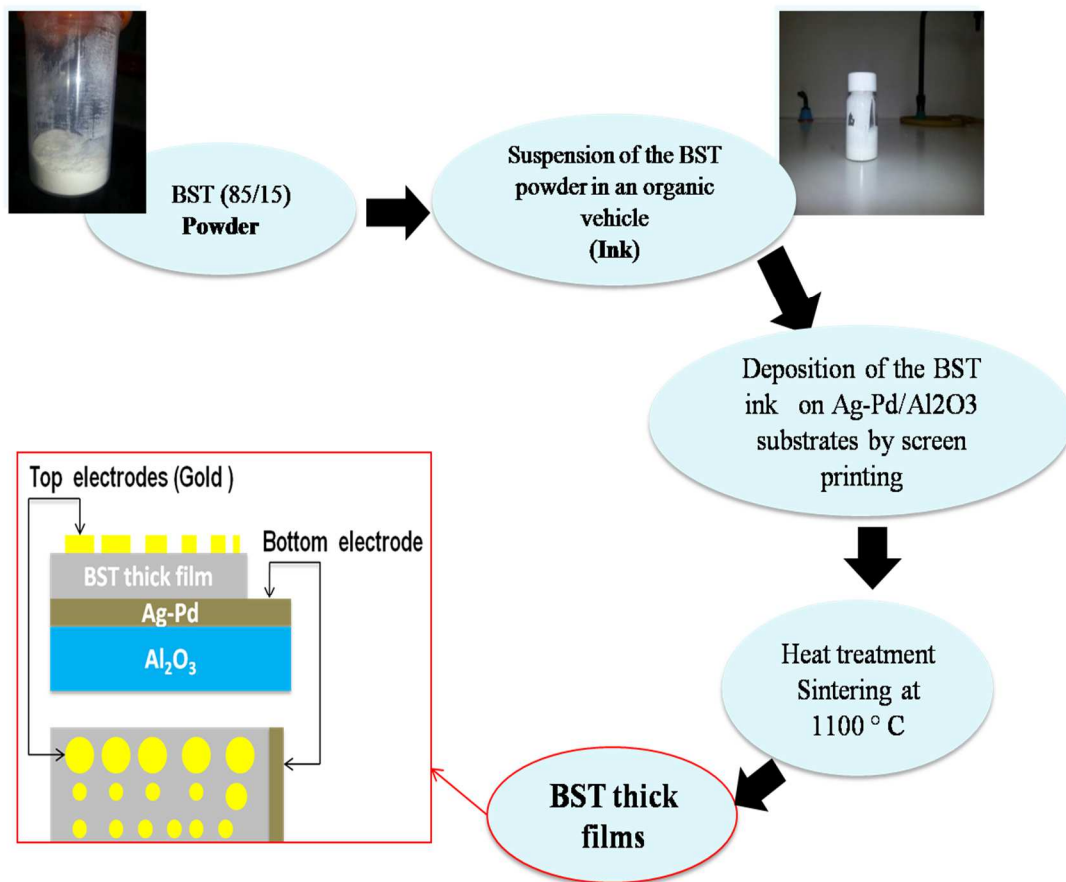 BST (85/15)
Powder
Suspension of the BST
powder in an organic
vehicle
(Ink)
Deposition of the BST
ink on Ag-Pd/Al2O3
substrates by screen
printing
Heat treatment
Sintering at
1100 ° C
BST thick
films
Top electrodes (Gold )
Bottom electrode
BST thick film
Ag-Pd
Al₂O₃